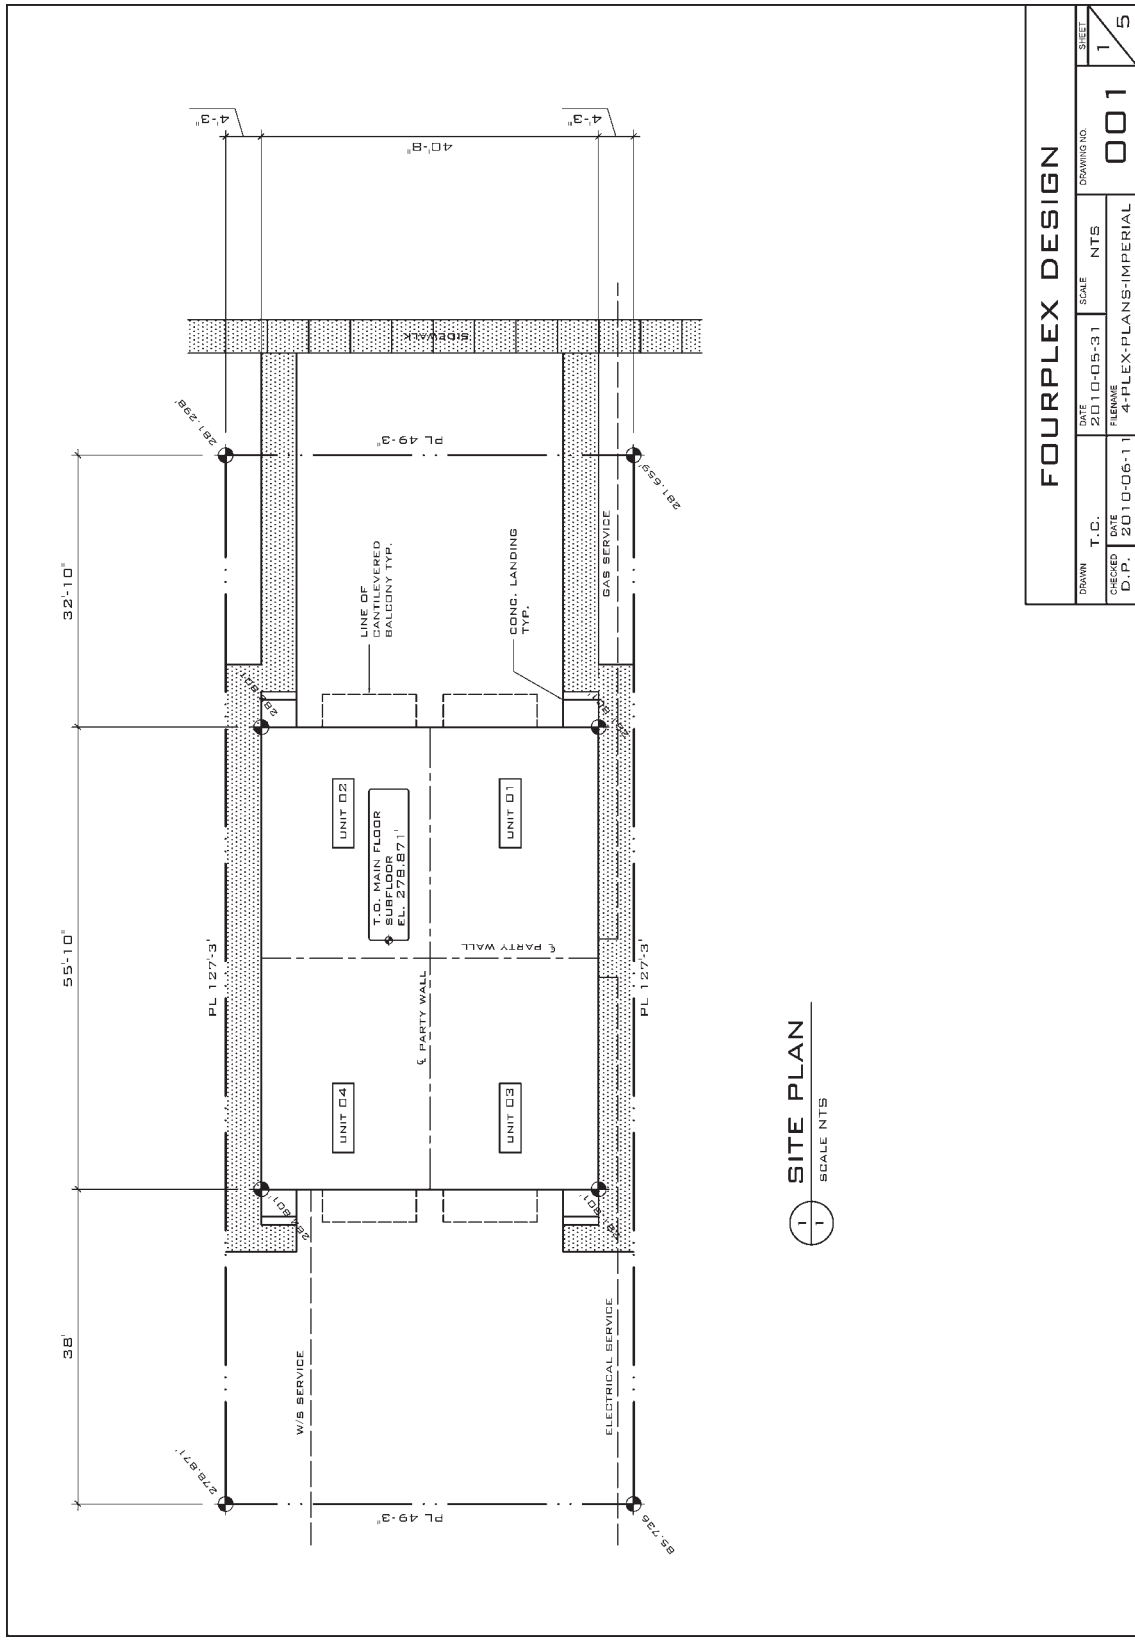 38'
55'-10"
32'-10"
278.871'
281.298'
PL 127'-3'
4'-3"
40'-8"
4'-3"
W/S SERVICE
UNIT 04
UNIT 02
LINE OF
CANTILEVERED
BALCONY TYP.
T.O. MAIN FLOOR
SUBFLOOR
EL. 278.871'
PL 49-3"
PL 49-3"
SIDEWALK
℄ PARTY WALL
℄ PARTY WALL
UNIT 03
UNIT 01
CONC. LANDING
TYP.
ELECTRICAL SERVICE
GAS SERVICE
PL 127'-3'
85.736
281.659'
1
1
SITE PLAN
SCALE NTS
FOURPLEX DESIGN
DRAWN
T.C.
DATE
2010-05-31
SCALE
NTS
DRAWING NO.
001
SHEET
1
5
CHECKED
D.P.
DATE
2010-06-11
FILENAME
4-PLEX-PLANS-IMPERIAL